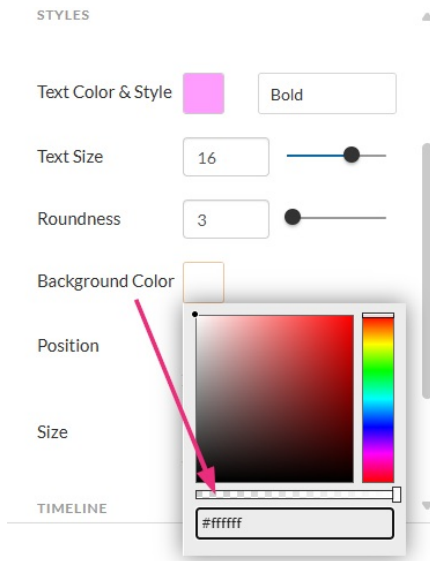 STYLES
Text Color & Style
Bold
Text Size
16
Roundness
3
Background Color
Position
Size
TIMELINE
#ffffff